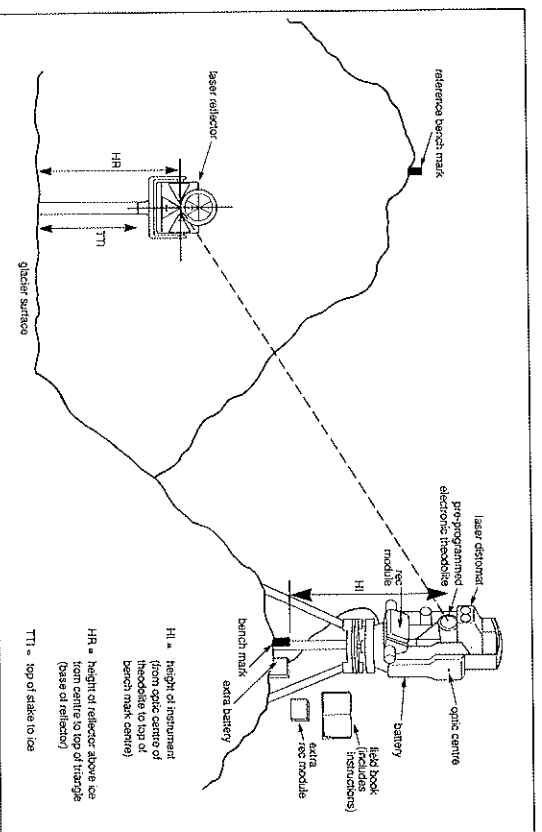 reference bench mark
laser reflector
HR
TTI
glacier surface
laser distomat
pre-programmed
electronic theodolite
rec
module
HI
optic centre
battery
field book
(includes
instructions)
extra
rec module
bench mark
extra battery
HI = height of instrument
(from optic centre of
theodolite to top of
bench mark centre)
HR = height of reflector above ice
from centre to top of triangle
(base of reflector)
TTI = top of stake to ice